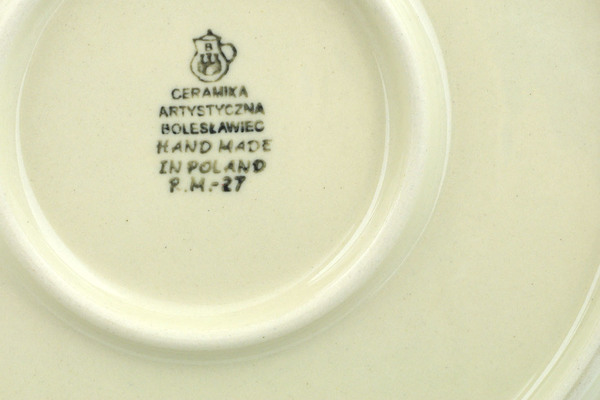 B
CERAMIKA
ARTYSTYCZNA
BOLESŁAWIEC
HAND MADE
IN POLAND
R.M.-27